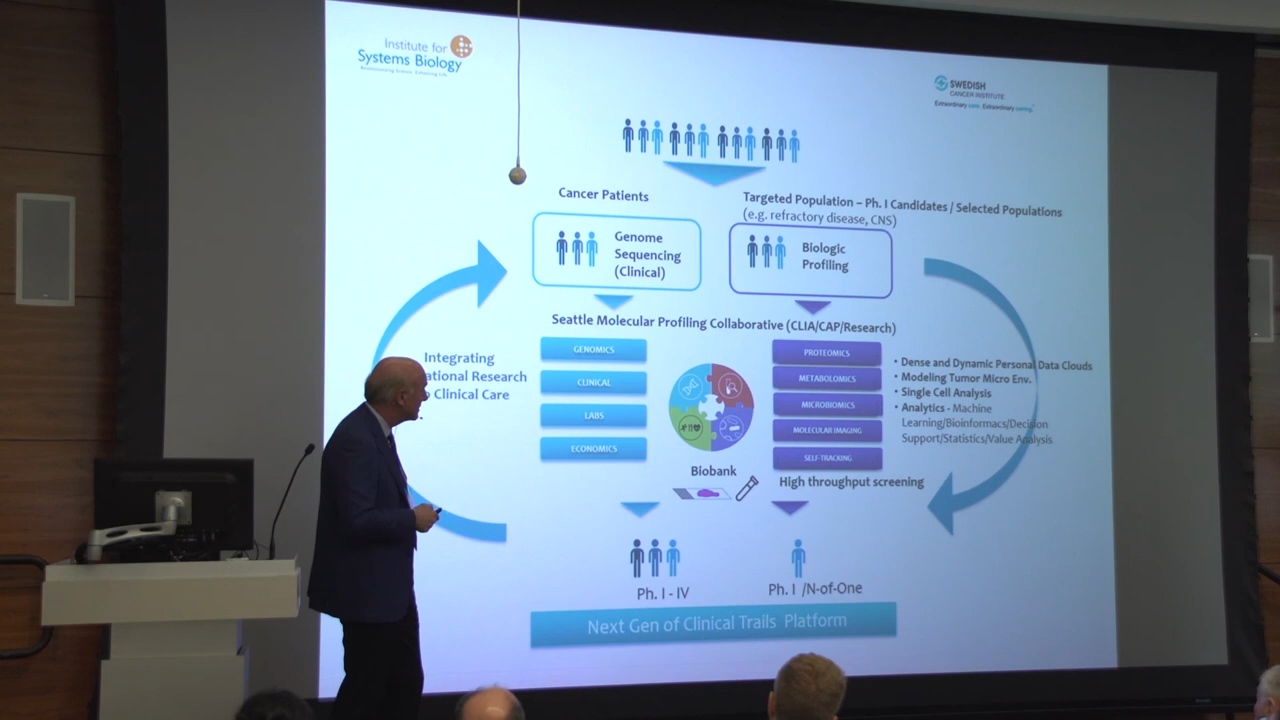 Institute for
Systems Biology
SWEDISH
CANCER INSTITUTE
Extraordinary care. Extraordinary caring.
Cancer Patients
Targeted Population – Ph. I Candidates / Selected Populations
(e.g. refractory disease, CNS)
Genome
Sequencing
(Clinical)
Biologic
Profiling
Seattle Molecular Profiling Collaborative (CLIA/CAP/Research)
Integrating
ational Research
Clinical Care
GENOMICS
CLINICAL
LABS
ECONOMICS
PROTEOMICS
METABOLOMICS
MICROBIOMICS
MOLECULAR IMAGING
SELF-TRACKING
• Dense and Dynamic Personal Data Clouds
• Modeling Tumor Micro Env.
• Single Cell Analysis
• Analytics - Machine
Learning/Bioinformacs/Decision
Support/Statistics/Value Analysis
Biobank
High throughput screening
Ph. I - IV
Ph. I /N-of-One
Next Gen of Clinical Trails Platform